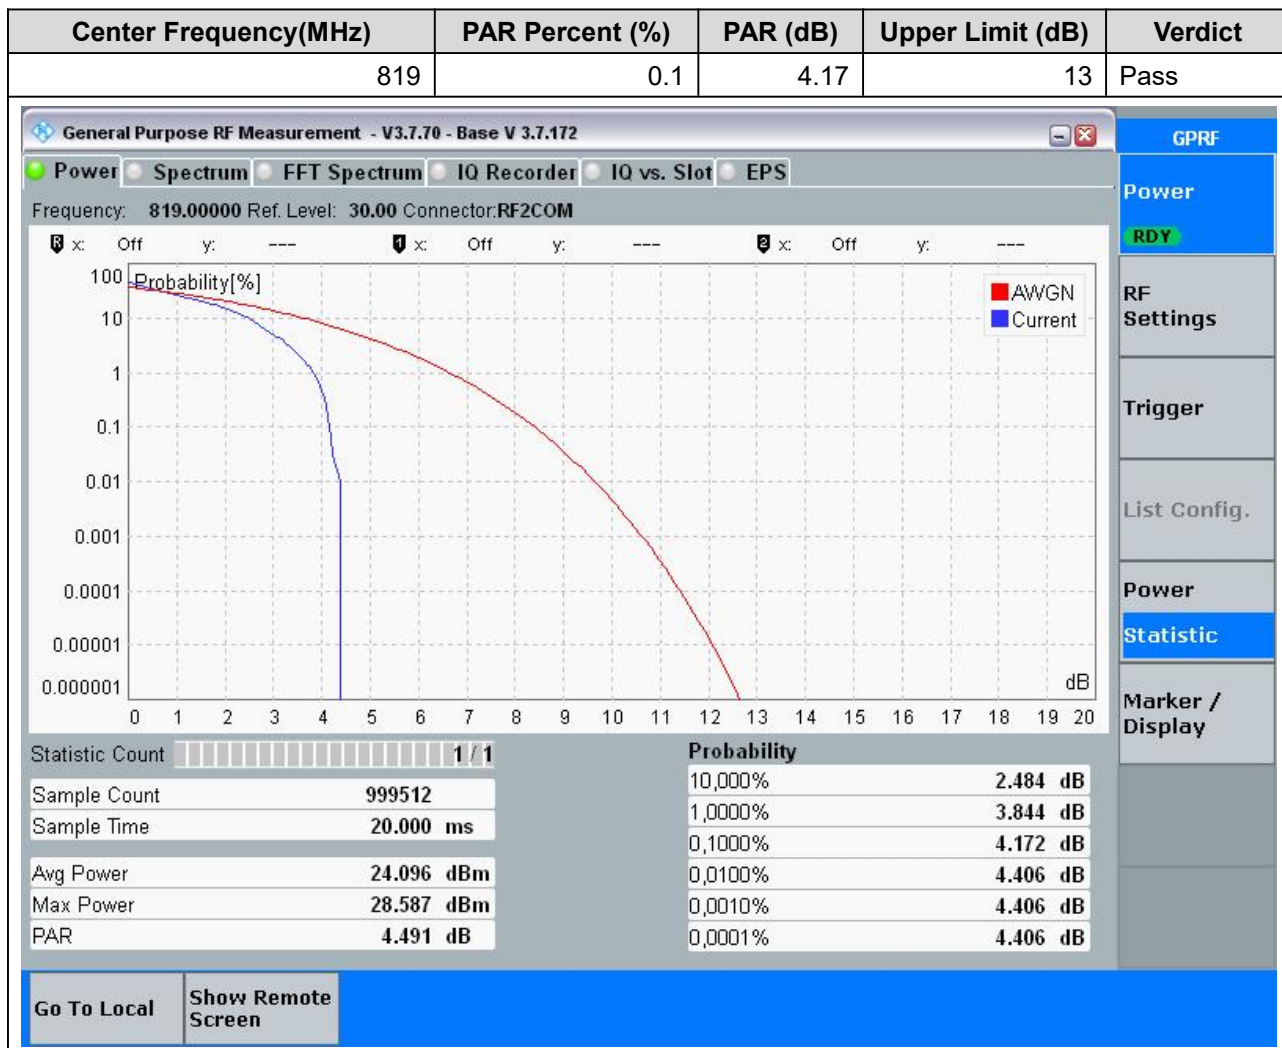 Center Frequency(MHz) PAR Percent (%) PAR (dB) Upper Limit (dB) Verdict
819 0.1 4.17 13 Pass
General Purpose RF Measurement - V3.7.70 - Base V 3.7.172
GPRF
Power Spectrum FFT Spectrum IQ Recorder IQ vs. Slot EPS
Frequency: 819.00000 Ref. Level: 30.00 Connector:RF2COM
Power
RDY
R x: Off y: --- 1 x: Off y: --- 2 x: Off y: ---
100 Probability[%]
AWGN
Current
10
1
0.1
0.01
0.001
0.0001
0.00001
0.000001
dB
0 1 2 3 4 5 6 7 8 9 10 11 12 13 14 15 16 17 18 19 20
RF
Settings
Trigger
List Config.
Power
Statistic
Marker /
Display
Statistic Count 1 / 1
Sample Count 999512
Sample Time 20.000 ms
Avg Power 24.096 dBm
Max Power 28.587 dBm
PAR 4.491 dB
Probability
10,000% 2.484 dB
1,0000% 3.844 dB
0,1000% 4.172 dB
0,0100% 4.406 dB
0,0010% 4.406 dB
0,0001% 4.406 dB
Go To Local
Show Remote
Screen